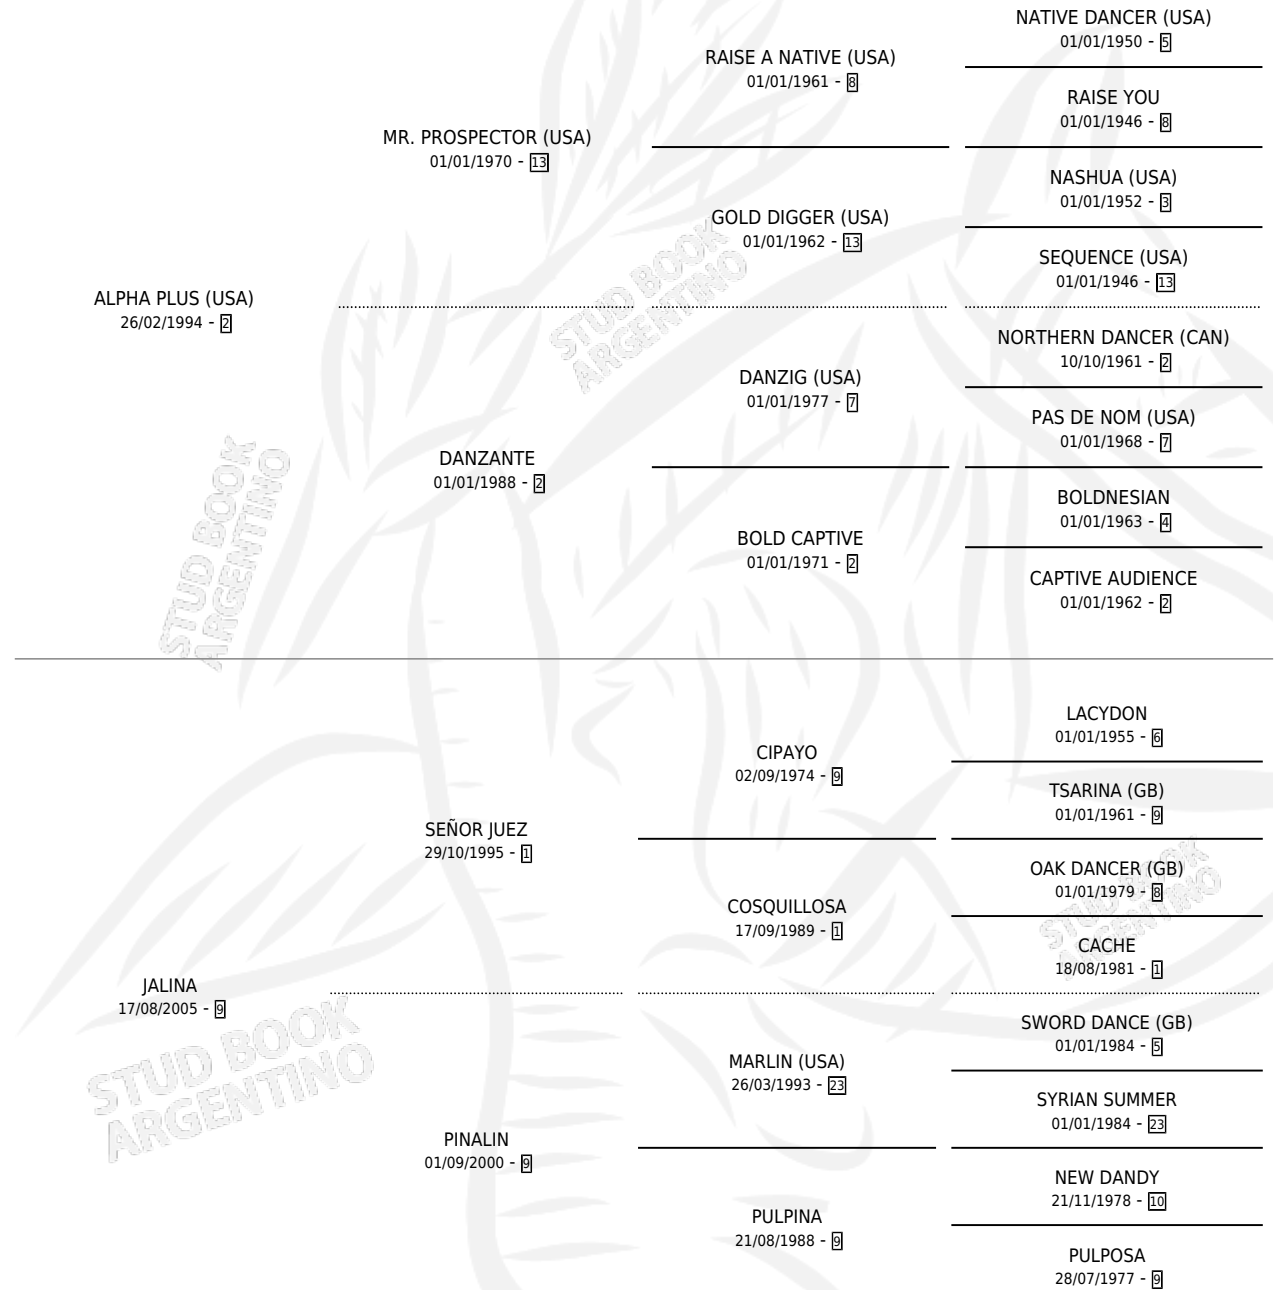 NATIVE DANCER (USA)
01/01/1950 - 5
RAISE A NATIVE (USA)
01/01/1961 - 8
RAISE YOU
01/01/1946 - 8
MR. PROSPECTOR (USA)
01/01/1970 - 13
NASHUA (USA)
01/01/1952 - 3
GOLD DIGGER (USA)
01/01/1962 - 13
SEQUENCE (USA)
01/01/1946 - 13
ALPHA PLUS (USA)
26/02/1994 - 2
NORTHERN DANCER (CAN)
10/10/1961 - 2
DANZIG (USA)
01/01/1977 - 7
PAS DE NOM (USA)
01/01/1968 - 7
DANZANTE
01/01/1988 - 2
BOLDNESIAN
01/01/1963 - 4
BOLD CAPTIVE
01/01/1971 - 2
CAPTIVE AUDIENCE
01/01/1962 - 2
LACYDON
01/01/1955 - 6
CIPAYO
02/09/1974 - 9
TSARINA (GB)
01/01/1961 - 9
SEÑOR JUEZ
29/10/1995 - 1
OAK DANCER (GB)
01/01/1979 - 8
COSQUILLOSA
17/09/1989 - 1
CACHE
18/08/1981 - 1
JALINA
17/08/2005 - 9
SWORD DANCE (GB)
01/01/1984 - 5
MARLIN (USA)
26/03/1993 - 23
SYRIAN SUMMER
01/01/1984 - 23
PINALIN
01/09/2000 - 9
NEW DANDY
21/11/1978 - 10
PULPINA
21/08/1988 - 9
PULPOSA
28/07/1977 - 9
STUD BOOK
ARGENTINO
STUD BOOK
ARGENTINO
STUD BOOK
ARGENTINO
STUD BOOK
ARGENTINO